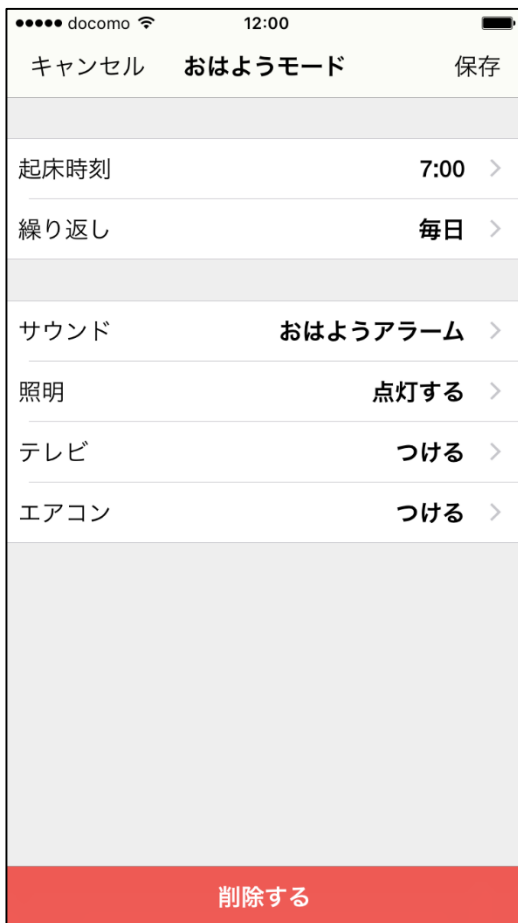 docomo 12:00
キャンセル おはようモード 保存
起床時刻 7:00
繰り返し 毎日
サウンド おはようアラーム
照明 点灯する
テレビ つける
エアコン つける
削除する